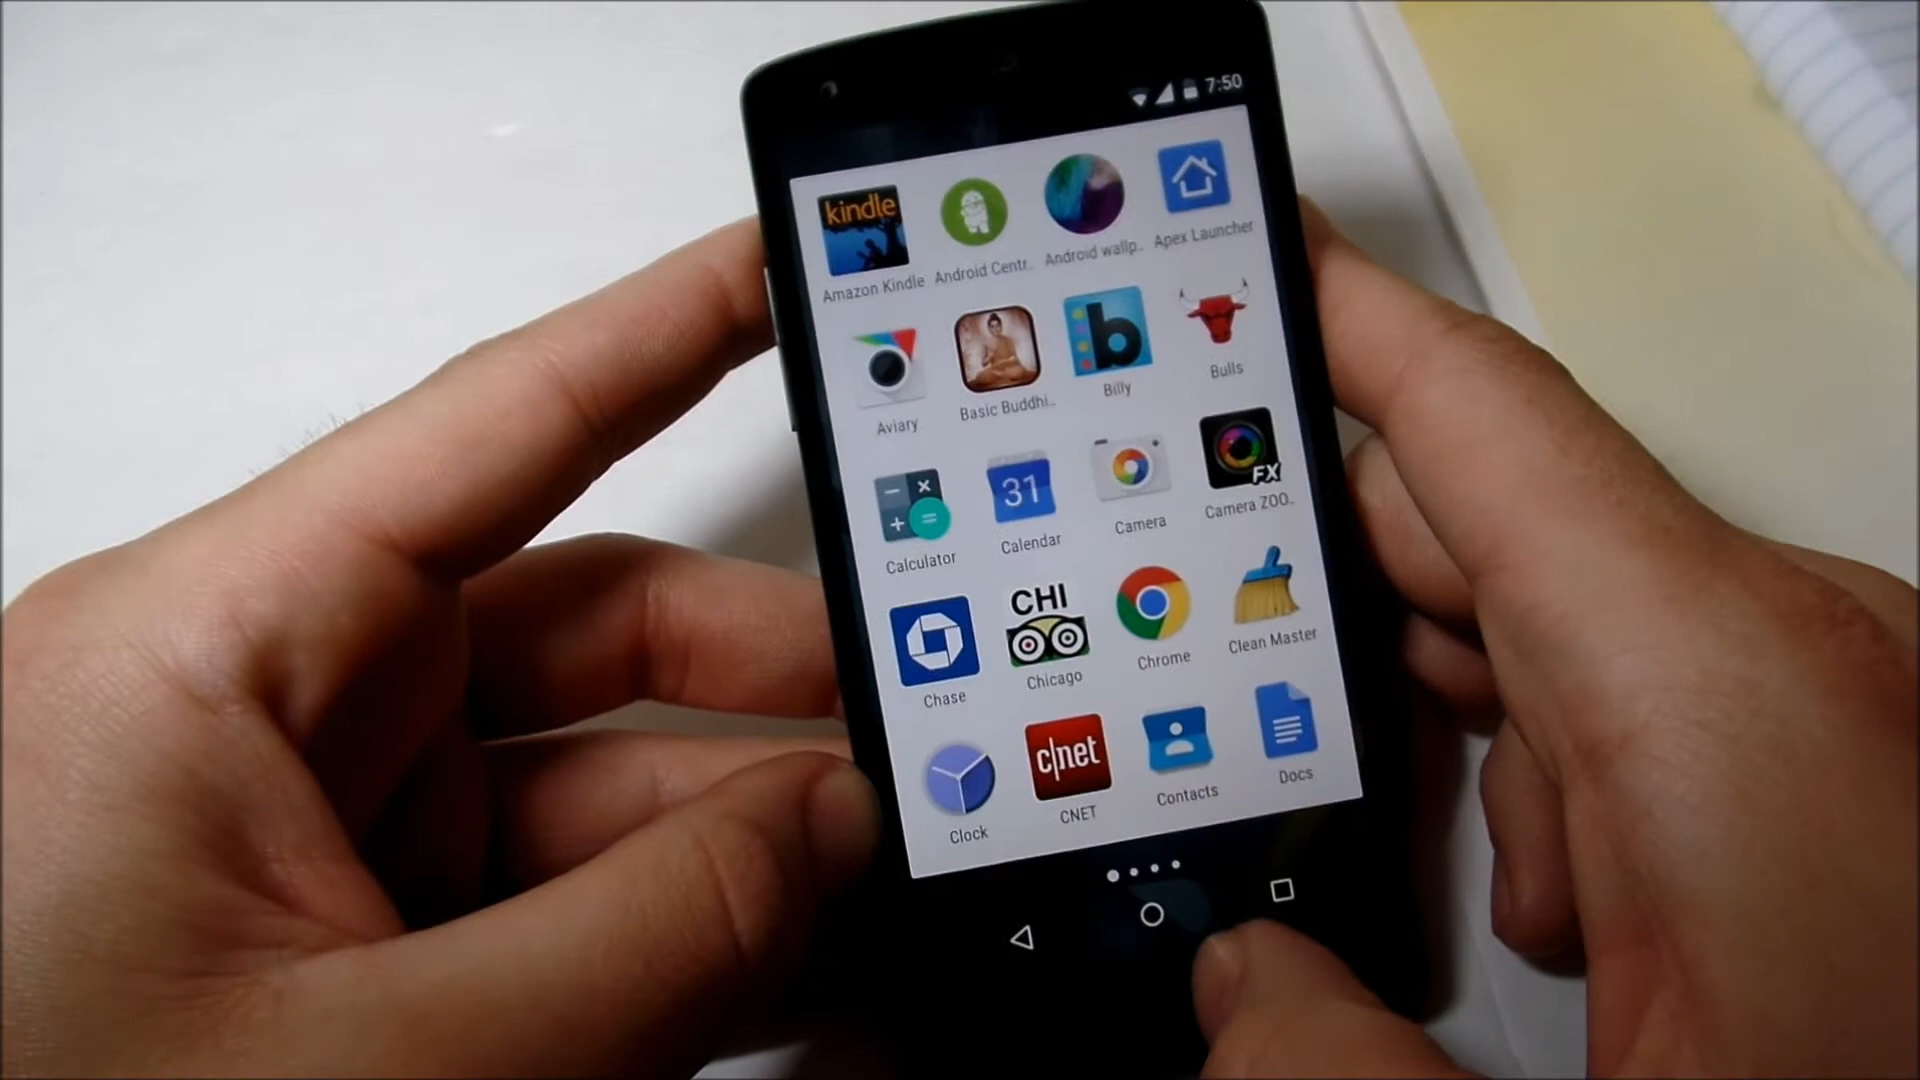 7:50
kindle
Amazon Kindle
Android Centr..
Android wallp..
Apex Launcher
b
Aviary
Basic Buddhi..
Billy
Bulls
31
FX
Calculator
Calendar
Camera
Camera ZOO..
CHI
Chase
Chicago
Chrome
Clean Master
c|net
Clock
CNET
Contacts
Docs